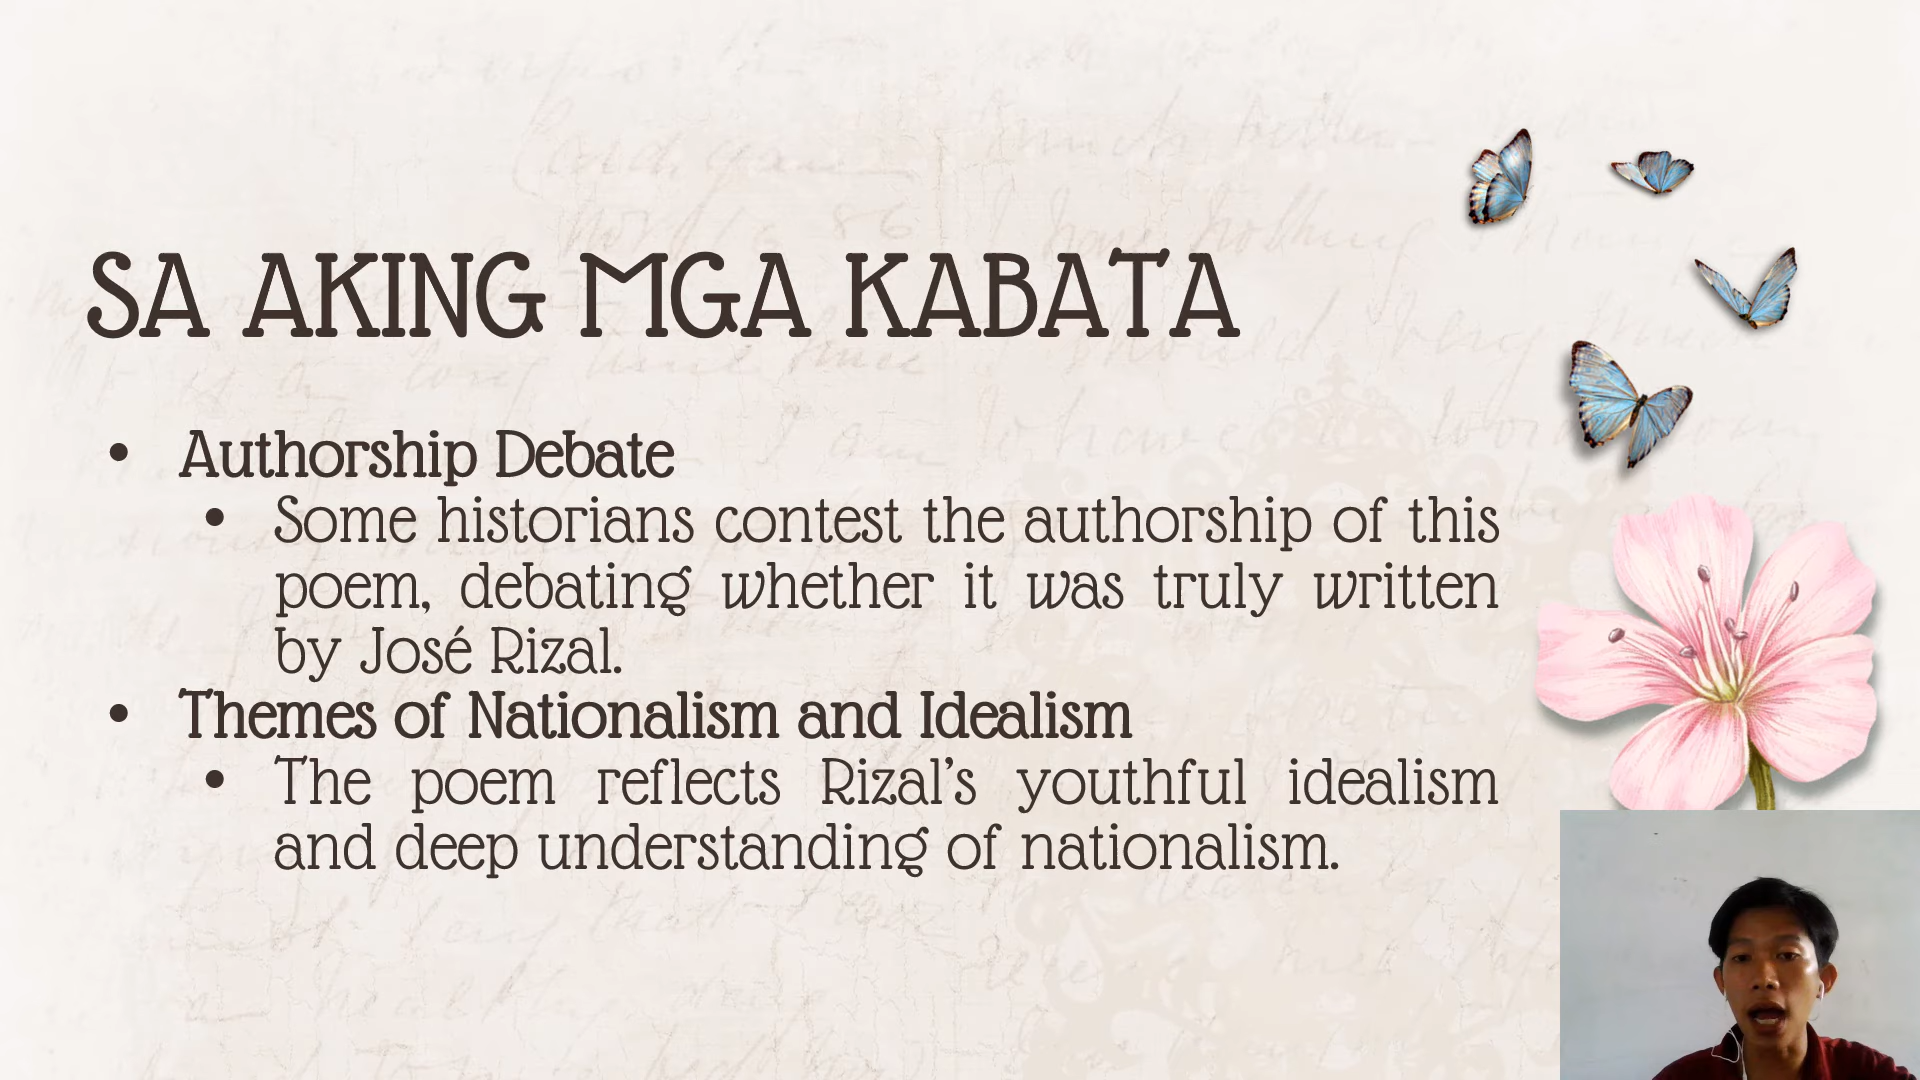 SA AKING MGA KABATA
• Authorship Debate
• Some historians contest the authorship of this
poem, debating whether it was truly written
by José Rizal.
• Themes of Nationalism and Idealism
• The poem reflects Rizal’s youthful idealism
and deep understanding of nationalism.